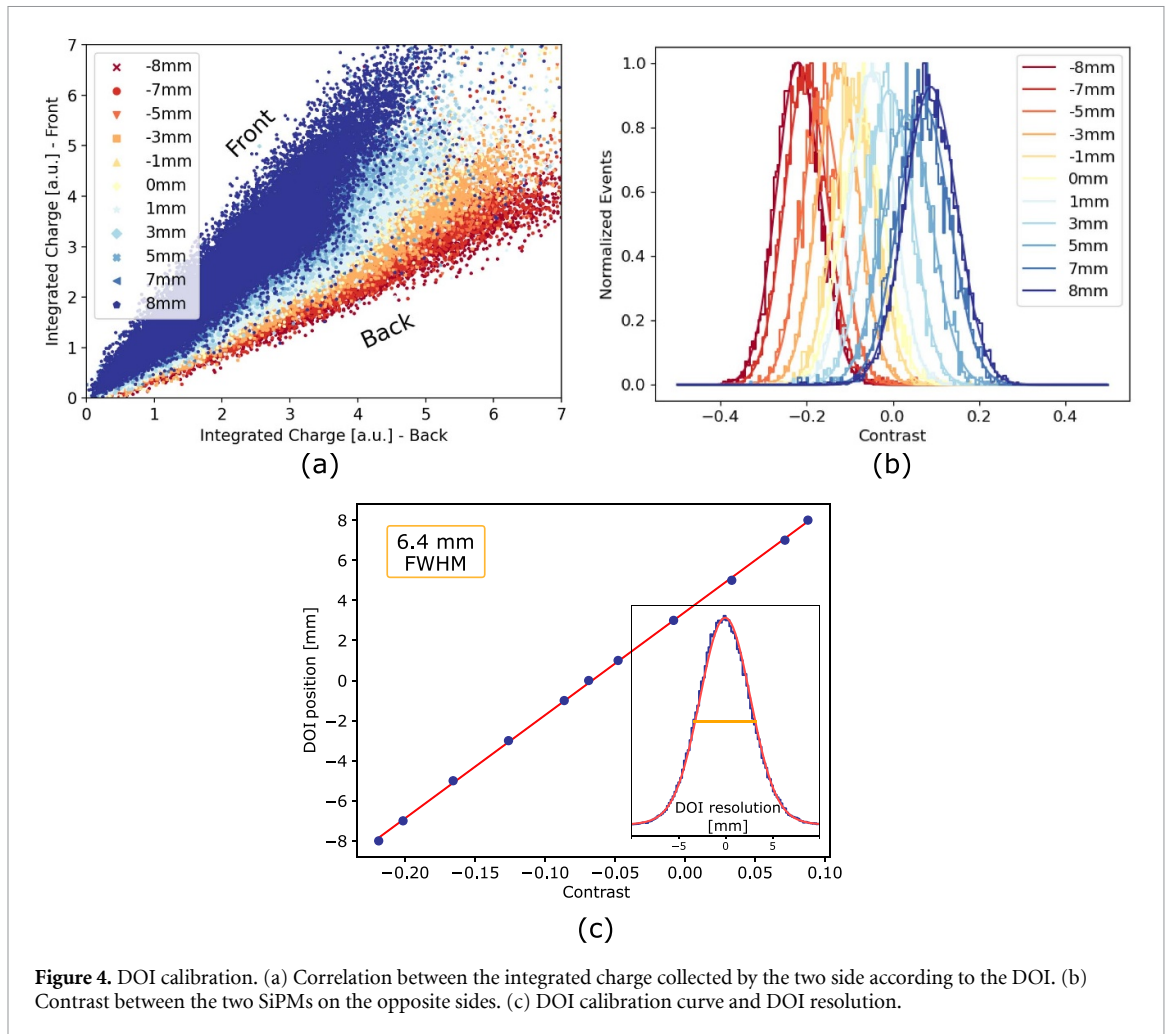 7
6
5
4
3
2
1
0
Integrated Charge [a.u.] - Front
-8mm
-7mm
-5mm
-3mm
-1mm
0mm
1mm
3mm
5mm
7mm
8mm
Front
Back
0 1 2 3 4 5 6 7
Integrated Charge [a.u.] - Back
(a)
1.0
0.8
0.6
0.4
0.2
0.0
Normalized Events
-8mm
-7mm
-5mm
-3mm
-1mm
0mm
1mm
3mm
5mm
7mm
8mm
−0.4 −0.2 0.0 0.2 0.4
Contrast
(b)
8
6
4
2
0
−2
−4
−6
−8
DOI position [mm]
6.4 mm
FWHM
DOI resolution
[mm]
−5 0 5
−0.20 −0.15 −0.10 −0.05 0.00 0.05 0.10
Contrast
(c)
Figure 4. DOI calibration. (a) Correlation between the integrated charge collected by the two side according to the DOI. (b)
Contrast between the two SiPMs on the opposite sides. (c) DOI calibration curve and DOI resolution.